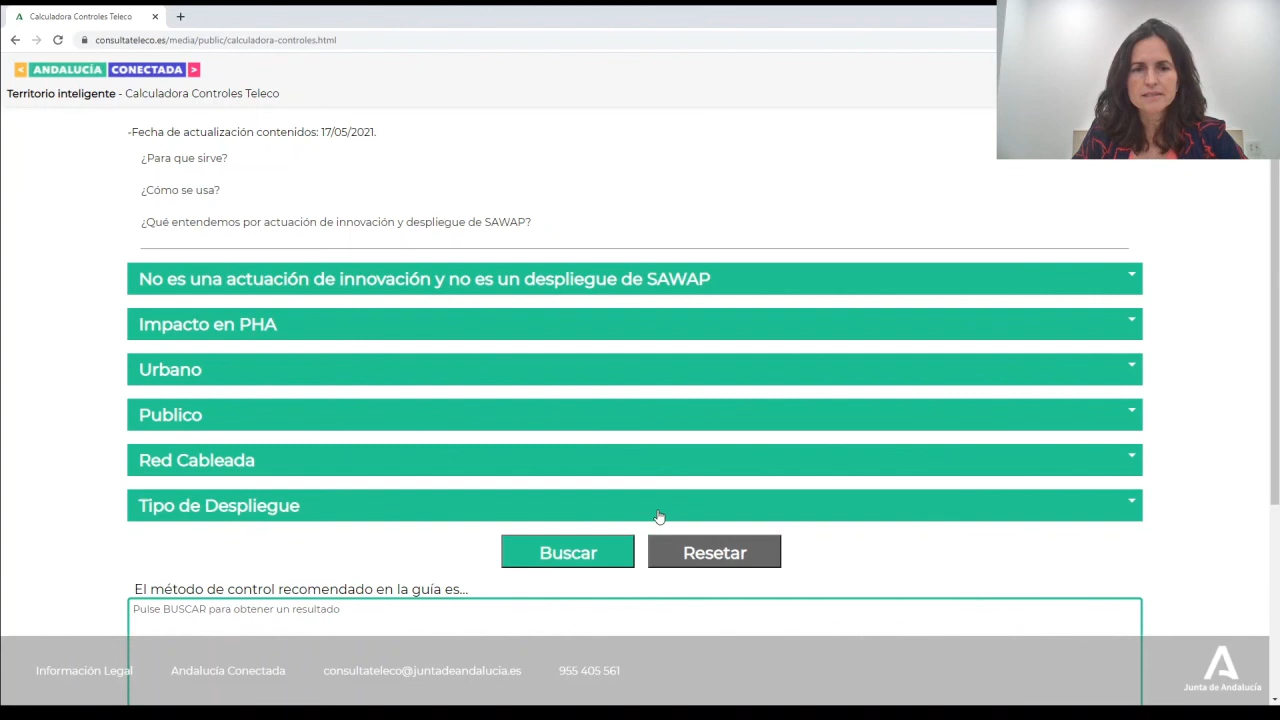 Calculadora Controles Teleco
consultateleco.es/media/public/calculadora-controles.html
< ANDALUCÍA CONECTADA >
Territorio inteligente - Calculadora Controles Teleco
-Fecha de actualización contenidos: 17/05/2021.
¿Para que sirve?
¿Cómo se usa?
¿Qué entendemos por actuación de innovación y despliegue de SAWAP?
No es una actuación de innovación y no es un despliegue de SAWAP
Impacto en PHA
Urbano
Publico
Red Cableada
Tipo de Despliegue
Buscar Resetar
El método de control recomendado en la guía es...
Pulse BUSCAR para obtener un resultado
Información Legal Andalucía Conectada consultateleco@juntadeandalucia.es 955 405 561
Junta de Andalucía